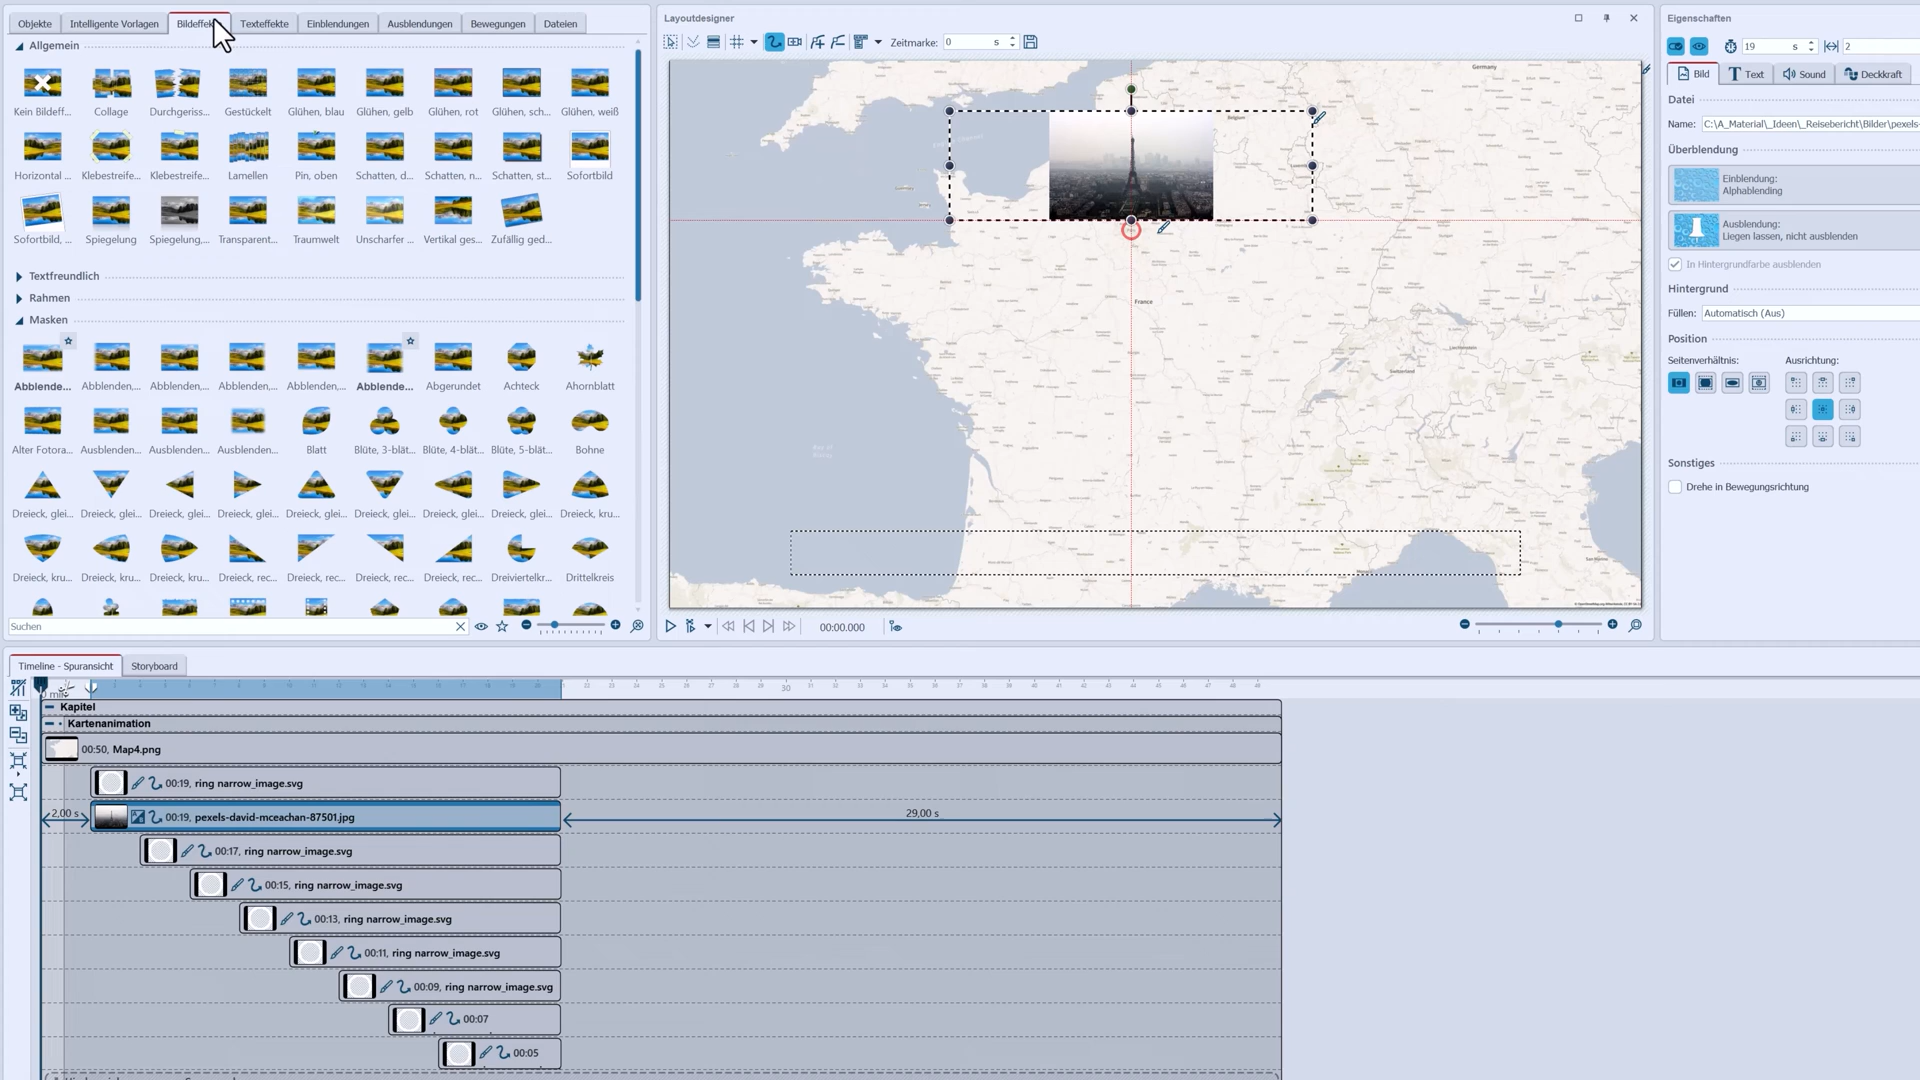 Objekte
Intelligente Vorlagen
Texteffekte
Einblendungen
Ausblendungen
Bewegungen
Dateien
Allgemein
Kein Bildeff...
Collage
Durchgeriss...
Gestückelt
Glühen, blau
Glühen, gelb
Glühen, rot
Glühen, sch...
Glühen, weiß
Horizontal ...
Klebestreife...
Klebestreife...
Lamellen
Pin, oben
Schatten, d...
Schatten, n...
Schatten, st...
Sofortbild
Sofortbild, ...
Spiegelung
Spiegelung,...
Transparent...
Traumwelt
Unscharfer ...
Vertikal ges...
Zufällig ged...
Textfreundlich
Rahmen
Masken
Abblende...
Abblenden,...
Abblenden,...
Abblenden,...
Abblenden,...
Abblende...
Abgerundet
Achteck
Ahornblatt
Alter Fotora...
Ausblenden...
Ausblenden...
Ausblenden...
Blatt
Blüte, 3-blät...
Blüte, 4-blät...
Blüte, 5-blät...
Bohne
Dreieck, glei...
Dreieck, glei...
Dreieck, glei...
Dreieck, glei...
Dreieck, glei...
Dreieck, glei...
Dreieck, glei...
Dreieck, glei...
Dreieck, kru...
Dreieck, kru...
Dreieck, kru...
Dreieck, kru...
Dreieck, rec...
Dreieck, rec...
Dreieck, rec...
Dreieck, rec...
Dreiviertelkr...
Drittelkreis
Suchen
Layoutdesigner
Zeitmarke: 0 s
Germany
Belgium
France
Switzerland
Liechtenstein
00:00.000
Eigenschaften
19 s
2
Bild
Text
Sound
Deckkraft
Datei
Name: C:\A_Material\_Ideen\_Reisebericht\Bilder\pexels-
Überblendung
Einblendung:
Alphablending
Ausblendung:
Liegen lassen, nicht ausblenden
In Hintergrundfarbe ausblenden
Hintergrund
Füllen: Automatisch (Aus)
Position
Seitenverhältnis:
Ausrichtung:
Sonstiges
Drehe in Bewegungsrichtung
Timeline - Spuransicht
Storyboard
30
Kapitel
Kartenanimation
00:50, Map4.png
00:19, ring narrow_image.svg
2,00 s
00:19, pexels-david-mceachan-87501.jpg
29,00 s
00:17, ring narrow_image.svg
00:15, ring narrow_image.svg
00:13, ring narrow_image.svg
00:11, ring narrow_image.svg
00:09, ring narrow_image.svg
00:07
00:05